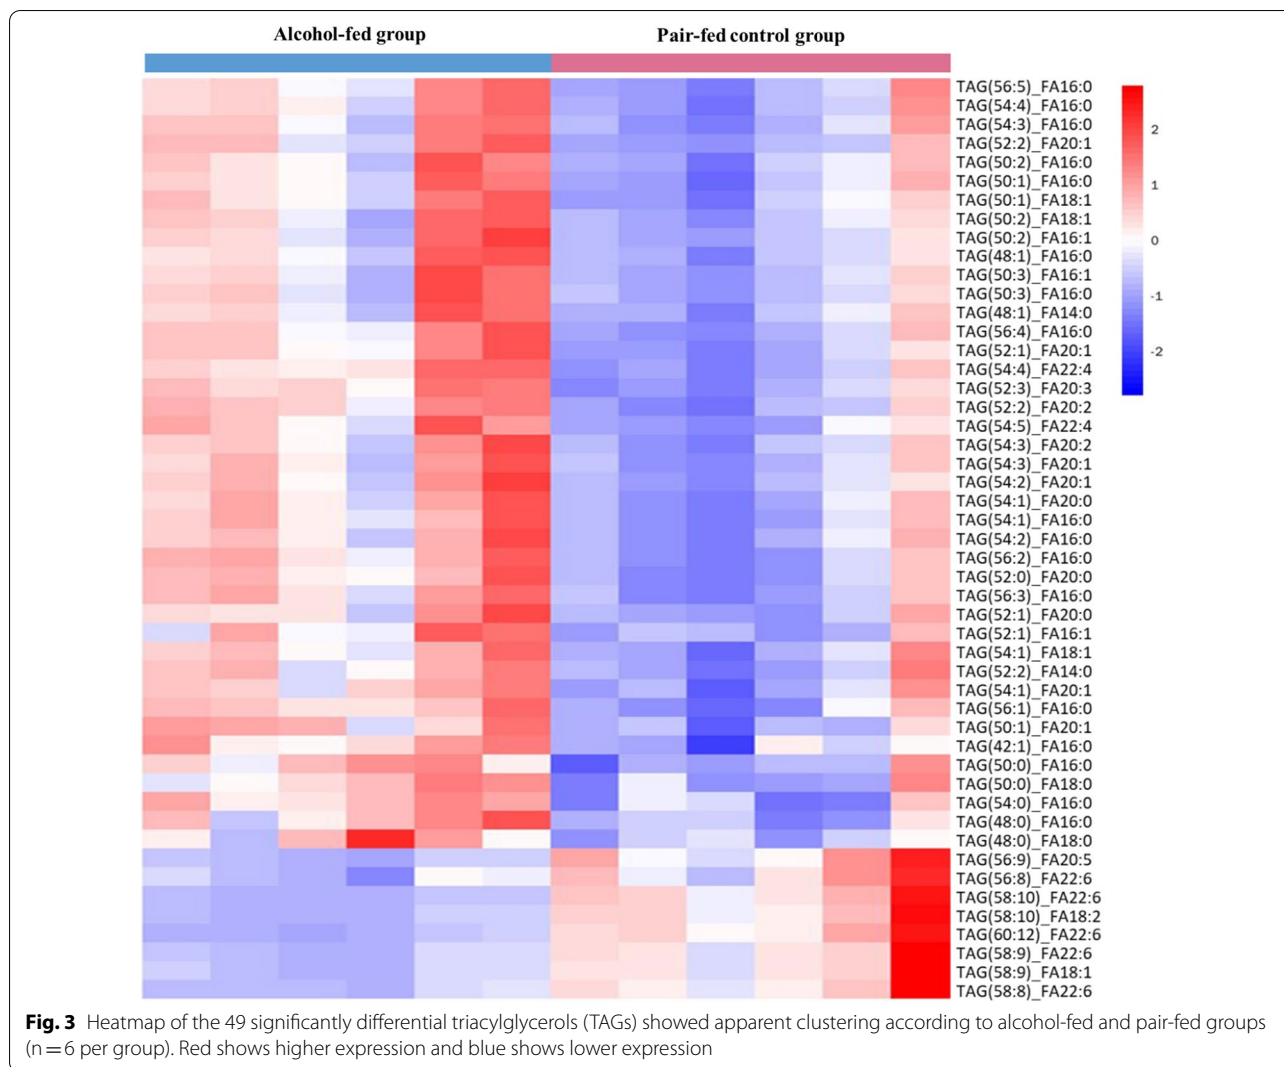 Alcohol-fed group Pair-fed control group
TAG(56:5)_FA16:0
TAG(54:4)_FA16:0
TAG(54:3)_FA16:0
TAG(52:2)_FA20:1
TAG(50:2)_FA16:0
TAG(50:1)_FA16:0
TAG(50:1)_FA18:1
TAG(50:2)_FA18:1
TAG(50:2)_FA16:1
TAG(48:1)_FA16:0
TAG(50:3)_FA16:1
TAG(50:3)_FA16:0
TAG(48:1)_FA14:0
TAG(56:4)_FA16:0
TAG(52:1)_FA20:1
TAG(54:4)_FA22:4
TAG(52:3)_FA20:3
TAG(52:2)_FA20:2
TAG(54:5)_FA22:4
TAG(54:3)_FA20:2
TAG(54:3)_FA20:1
TAG(54:2)_FA20:1
TAG(54:1)_FA20:0
TAG(54:1)_FA16:0
TAG(54:2)_FA16:0
TAG(56:2)_FA16:0
TAG(52:0)_FA20:0
TAG(56:3)_FA16:0
TAG(52:1)_FA20:0
TAG(52:1)_FA16:1
TAG(54:1)_FA18:1
TAG(52:2)_FA14:0
TAG(54:1)_FA20:1
TAG(56:1)_FA16:0
TAG(50:1)_FA20:1
TAG(42:1)_FA16:0
TAG(50:0)_FA16:0
TAG(50:0)_FA18:0
TAG(54:0)_FA16:0
TAG(48:0)_FA16:0
TAG(48:0)_FA18:0
TAG(56:9)_FA20:5
TAG(56:8)_FA22:6
TAG(58:10)_FA22:6
TAG(58:10)_FA18:2
TAG(60:12)_FA22:6
TAG(58:9)_FA22:6
TAG(58:9)_FA18:1
TAG(58:8)_FA22:6
2
1
0
-1
-2
Fig. 3 Heatmap of the 49 significantly differential triacylglycerols (TAGs) showed apparent clustering according to alcohol-fed and pair-fed groups
(n = 6 per group). Red shows higher expression and blue shows lower expression